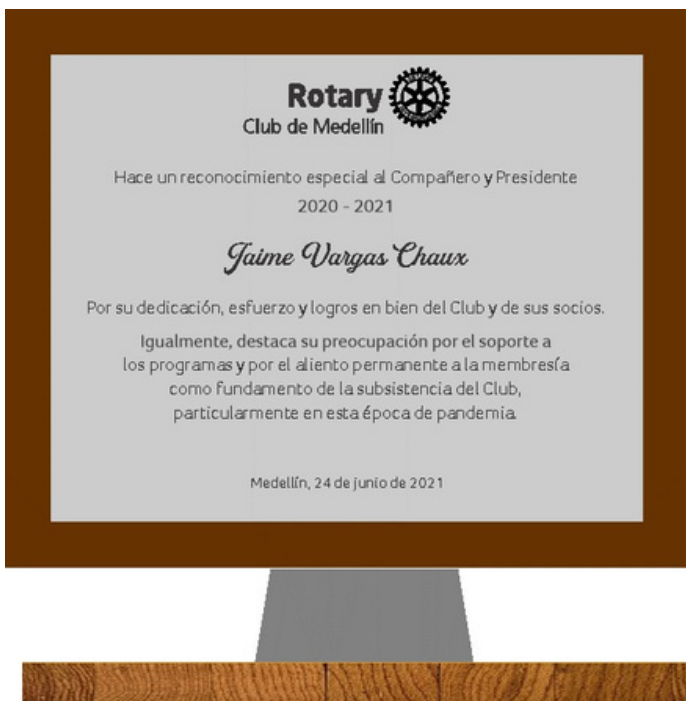 Rotary
Club de Medellín
Hace un reconocimiento especial al Compañero y Presidente
2020 - 2021
Jaime Vargas Chaux
Por su dedicación, esfuerzo y logros en bien del Club y de sus socios.
Igualmente, destaca su preocupación por el soporte a
los programas y por el aliento permanente a la membresía
como fundamento de la subsistencia del Club,
particularmente en esta época de pandemia.
Medellín, 24 de junio de 2021